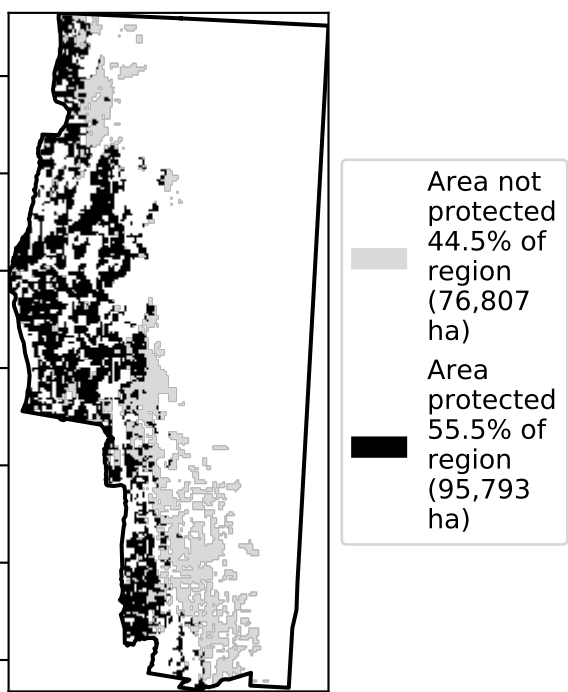 Area not
protected
44.5% of
region
(76,807
ha)
Area
protected
55.5% of
region
(95,793
ha)